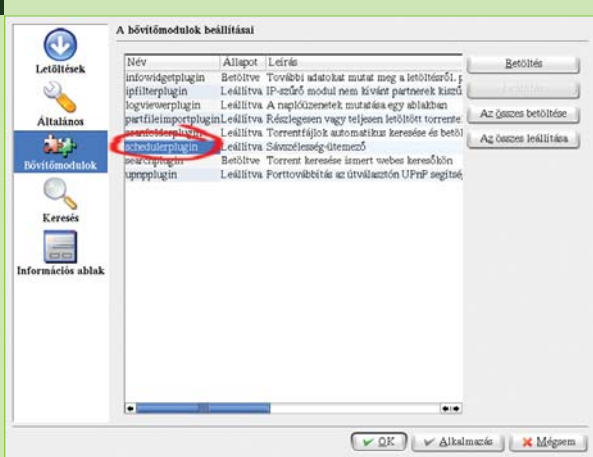 A bővítőmodulok beállításai
Letöltések
Általános
Bővítőmodulok
Keresés
Információs ablak
Név Állapot Leírás
infowidgetplugin Betöltve További adatokat mutat meg a letöltésről, p
ipfilterplugin Leállítva IP-szűrő modul nem kívánt partnerek kiszű
logviewerplugin Leállítva A naplóüzenetek mutatása egy ablakban
partfileimportplugin Leállítva Részlegesen vagy teljesen letöltött torrente
scanfolderplugin Leállítva Torrentfájlok automatikus keresése és betöl
schedulerplugin Leállítva Sávszélesség-ütemező
searchplugin Betöltve Torrent keresése ismert webes keresőkön
upnpplugin Leállítva Porttovábbítás az útválasztón UPnP segítség
Betöltés
Az összes betöltése
Az összes leállítása
OK
Alkalmazás
Mégsem